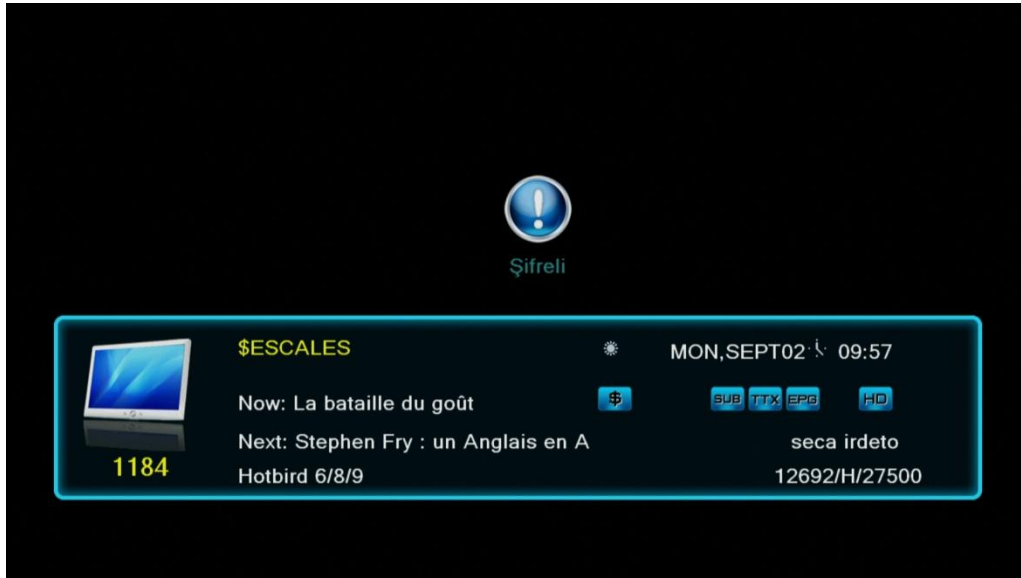 Şifreli
$ESCALES
MON,SEPT02 09:57
Now: La bataille du goût
$ SUB TTX EPG HD
Next: Stephen Fry : un Anglais en A
seca irdeto
1184
Hotbird 6/8/9
12692/H/27500